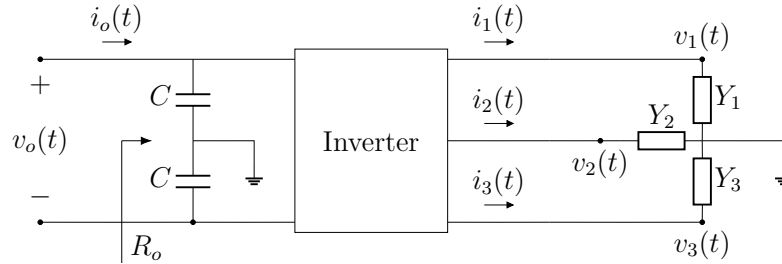 i_o(t)
i_1(t)
v_1(t)
+
C
Y_1
i_2(t)
Y_2
v_o(t)
Inverter
v_2(t)
C
i_3(t)
Y_3
−
R_o
v_3(t)